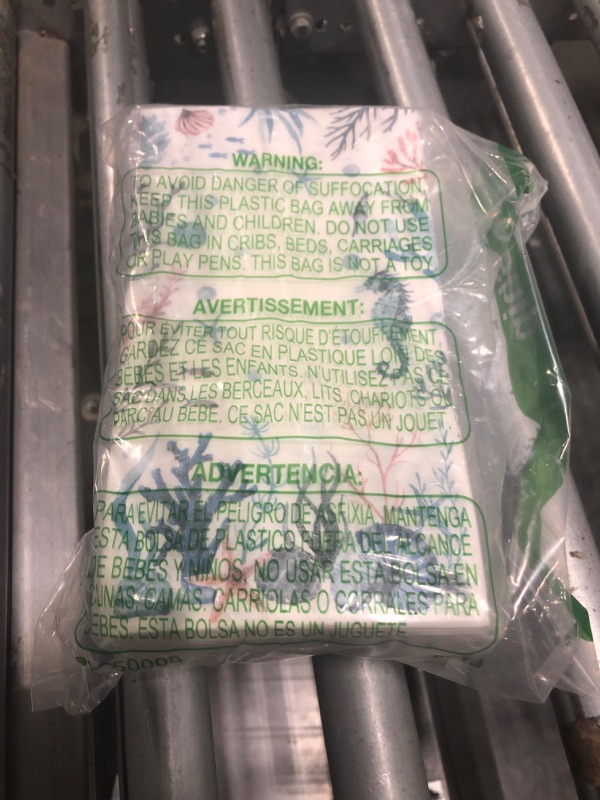 WARNING:
TO AVOID DANGER OF SUFFOCATION,
KEEP THIS PLASTIC BAG AWAY FROM
BABIES AND CHILDREN. DO NOT USE
THIS BAG IN CRIBS, BEDS, CARRIAGES
OR PLAY PENS. THIS BAG IS NOT A TOY.
AVERTISSEMENT:
POUR EVITER TOUT RISQUE D'ÉTOUFFEMENT,
GARDEZ CE SAC EN PLASTIQUE LOIN DES
BÉBÉS ET LES ENFANTS. N'UTILISEZ PAS CE
SAC DANS LES BERCEAUX, LITS, CHARIOTS ON
PARC AU BÉBÉ. CE SAC N'EST PAS UN JOUET.
ADVERTENCIA:
PARA EVITAR EL PELIGRO DE ASFIXIA, MANTENGA
ESTA BOLSA DE PLASTICO FUERA DEL ALCANCE
DE BEBES Y NIÑOS, NO USAR ESTA BOLSA EN
CUNAS, CAMAS, CARRIOLAS O CORRALES PARA
BEBES. ESTA BOLSA NO ES UN JUGUETE